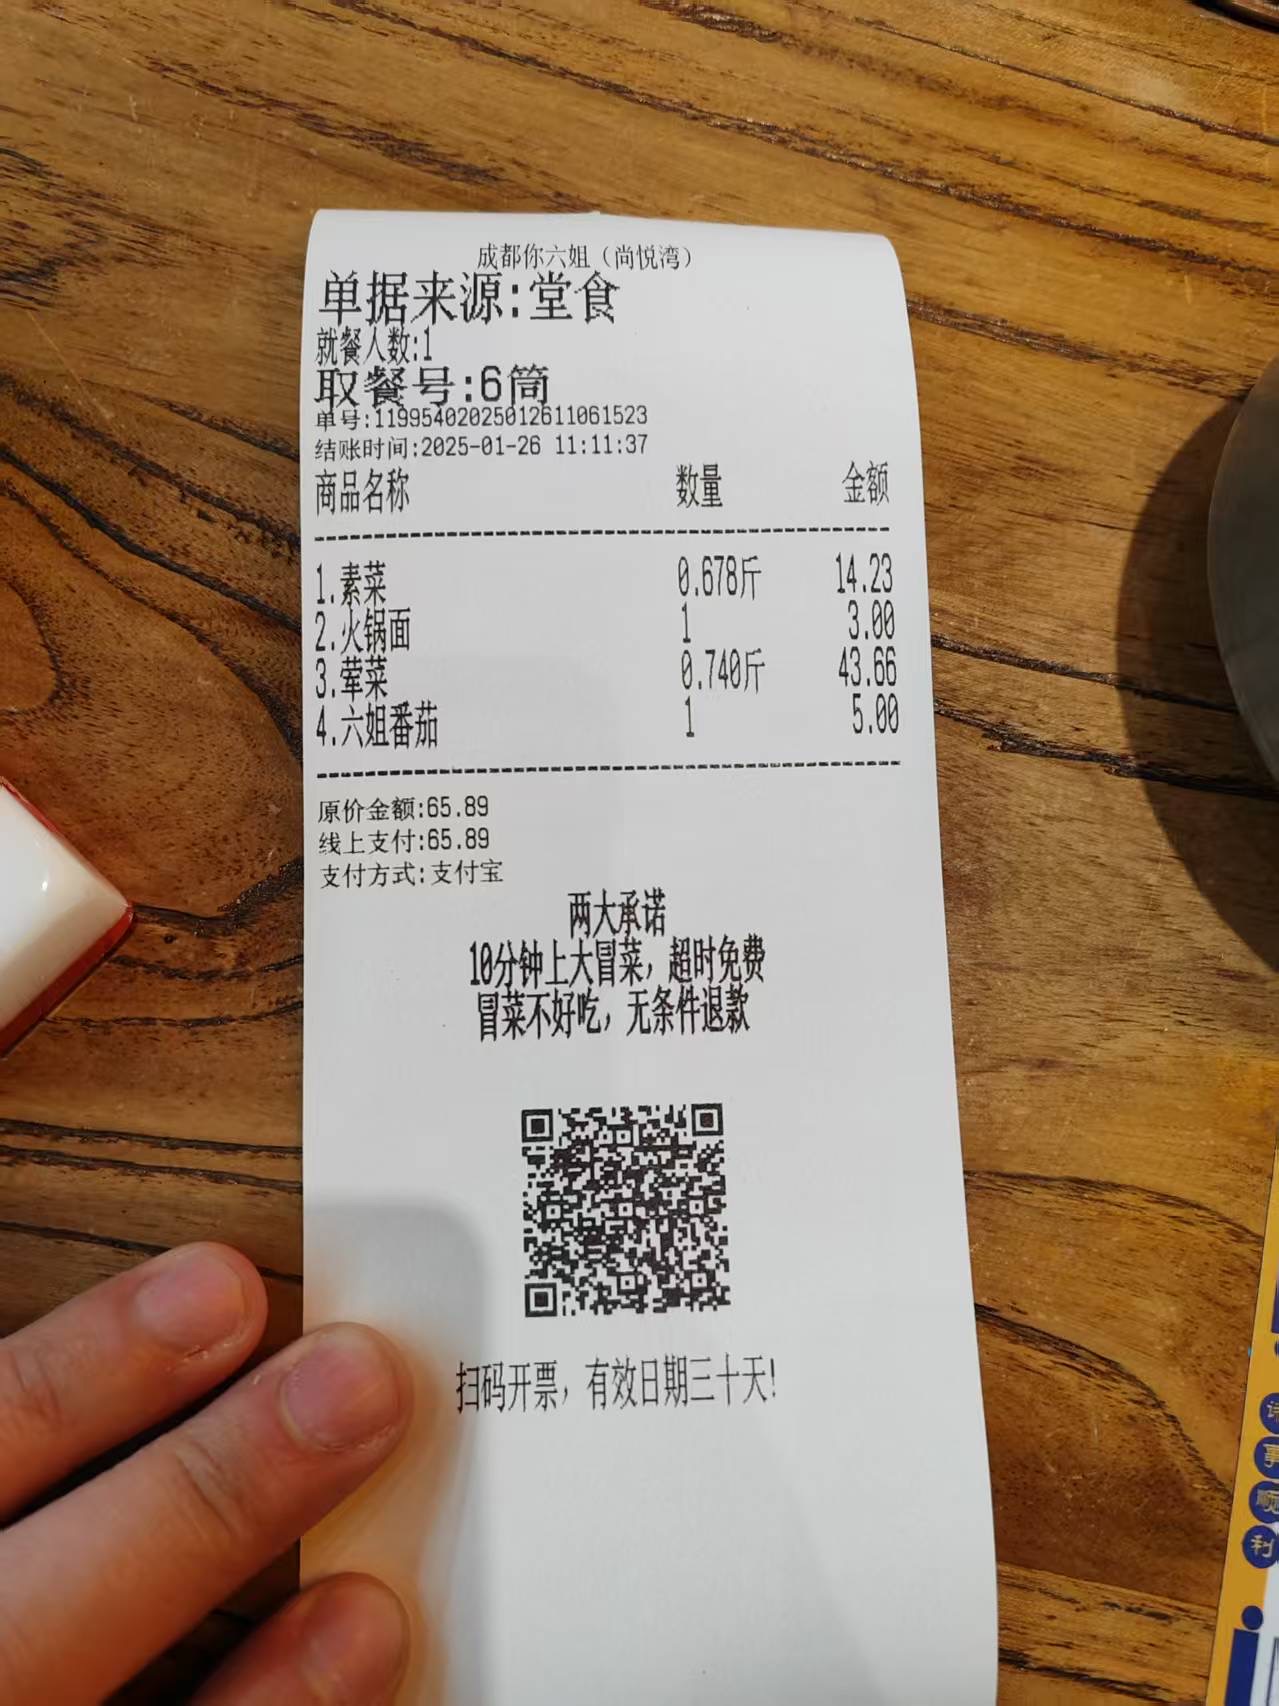 成都你六姐（尚悦湾）
单据来源:堂食
就餐人数:1
取餐号:6筒
单号:11995402025012611061523
结账时间:2025-01-26 11:11:37
商品名称 数量 金额
1.素菜 0.678斤 14.23
2.火锅面 1 3.00
3.荤菜 0.740斤 43.66
4.六姐番茄 1 5.00
原价金额:65.89
线上支付:65.89
支付方式:支付宝
两大承诺
10分钟上大冒菜，超时免费
冒菜不好吃，无条件退款
扫码开票，有效日期三十天!
事
顺
利